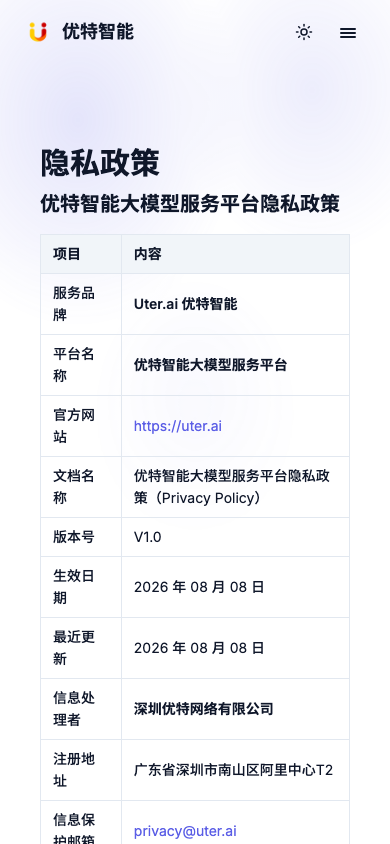 优特智能
隐私政策
优特智能大模型服务平台隐私政策
项目 内容
服务品牌 Uter.ai 优特智能
平台名称 优特智能大模型服务平台
官方网站 https://uter.ai
文档名称 优特智能大模型服务平台隐私政策（Privacy Policy）
版本号 V1.0
生效日期 2026 年 08 月 08 日
最近更新 2026 年 08 月 08 日
信息处理者 深圳优特网络有限公司
注册地址 广东省深圳市南山区阿里中心T2
信息保护邮箱 privacy@uter.ai